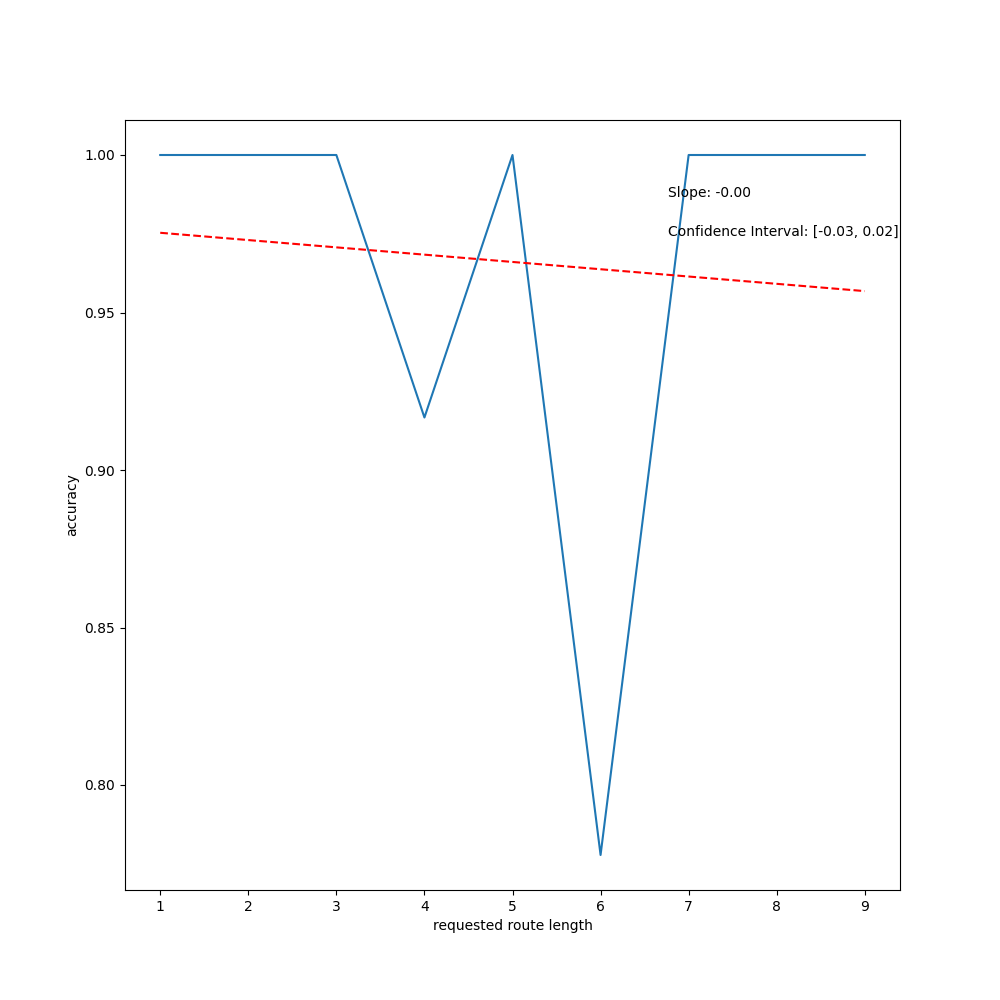 1.00
Slope: -0.00
Confidence Interval: [-0.03, 0.02]
0.95
0.90
accuracy
0.85
0.80
1 2 3 4 5 6 7 8 9
requested route length